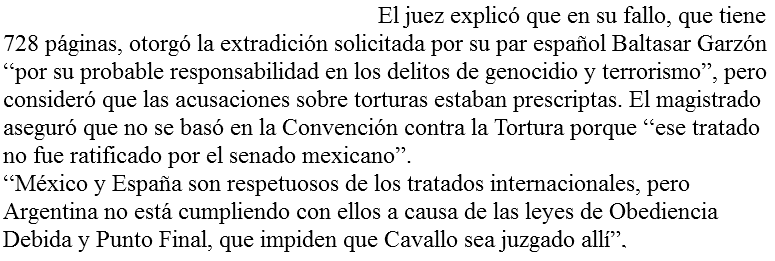 El juez explicó que en su fallo, que tiene
728 páginas, otorgó la extradición solicitada por su par español Baltasar Garzón
“por su probable responsabilidad en los delitos de genocidio y terrorismo”, pero
consideró que las acusaciones sobre torturas estaban prescriptas. El magistrado
aseguró que no se basó en la Convención contra la Tortura porque “ese tratado
no fue ratificado por el senado mexicano”.
“México y España son respetuosos de los tratados internacionales, pero
Argentina no está cumpliendo con ellos a causa de las leyes de Obediencia
Debida y Punto Final, que impiden que Cavallo sea juzgado allí”.